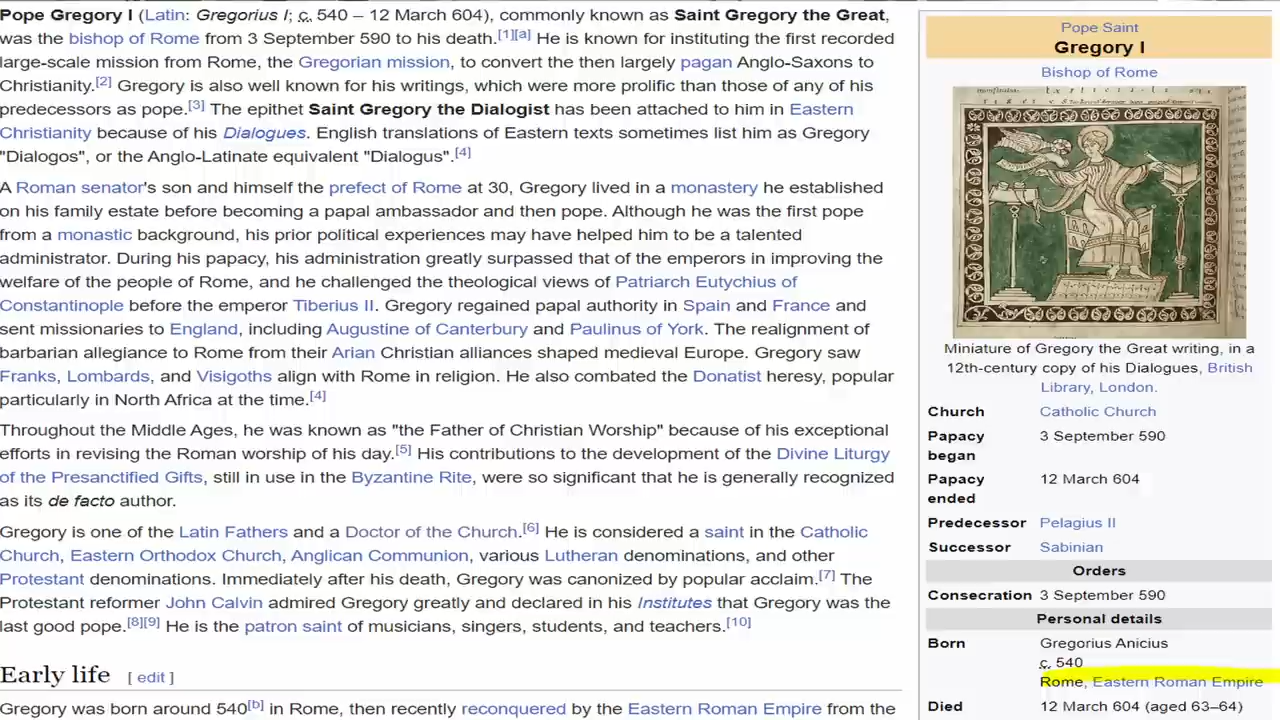 Pope Gregory I (Latin: Gregorius I; c. 540 – 12 March 604), commonly known as Saint Gregory the Great,
was the bishop of Rome from 3 September 590 until his death.[1][a] He is known for instituting the first recorded
large-scale mission from Rome, the Gregorian mission, to convert the then largely pagan Anglo-Saxons to
Christianity.[2] Gregory is also well known for his writings, which were more prolific than those of any of his
predecessors as pope.[3] The epithet Saint Gregory the Dialogist has been attached to him in Eastern
Christianity because of his Dialogues. English translations of Eastern texts sometimes list him as Gregory
"Dialogos", or the Anglo-Latinate equivalent "Dialogus".[4]
A Roman senator's son and himself the prefect of Rome at 30, Gregory lived in a monastery he established
on his family estate before becoming a papal ambassador and then pope. Although he was the first pope
from a monastic background, his prior political experiences may have helped him to be a talented
administrator. During his papacy, his administration greatly surpassed that of the emperors in improving the
welfare of the people of Rome, and he challenged the theological views of Patriarch Eutychius of
Constantinople before the emperor Tiberius II. Gregory regained papal authority in Spain and France and
sent missionaries to England, including Augustine of Canterbury and Paulinus of York. The realignment of
barbarian allegiance to Rome from their Arian Christian alliances shaped medieval Europe. Gregory saw
Franks, Lombards, and Visigoths align with Rome in religion. He also combated the Donatist heresy, popular
particularly in North Africa at the time.[4]
Throughout the Middle Ages, he was known as "the Father of Christian Worship" because of his exceptional
efforts in revising the Roman worship of his day.[5] His contributions to the development of the Divine Liturgy
of the Presanctified Gifts, still in use in the Byzantine Rite, were so significant that he is generally recognized
as its de facto author.
Gregory is one of the Latin Fathers and a Doctor of the Church.[6] He is considered a saint in the Catholic
Church, Eastern Orthodox Church, Anglican Communion, various Lutheran denominations, and other
Protestant denominations. Immediately after his death, Gregory was canonized by popular acclaim.[7] The
Protestant reformer John Calvin admired Gregory greatly and declared in his Institutes that Gregory was the
last good pope.[8][9] He is the patron saint of musicians, singers, students, and teachers.[10]
Early life [ edit ]
Gregory was born around 540[b] in Rome, then recently reconquered by the Eastern Roman Empire from the
Pope Saint
Gregory I
Bishop of Rome
Miniature of Gregory the Great writing, in a
12th-century copy of his Dialogues, British
Library, London.
Church Catholic Church
Papacy began 3 September 590
Papacy ended 12 March 604
Predecessor Pelagius II
Successor Sabinian
Orders
Consecration 3 September 590
Personal details
Born Gregorius Anicius
c. 540
Rome, Eastern Roman Empire
Died 12 March 604 (aged 63–64)